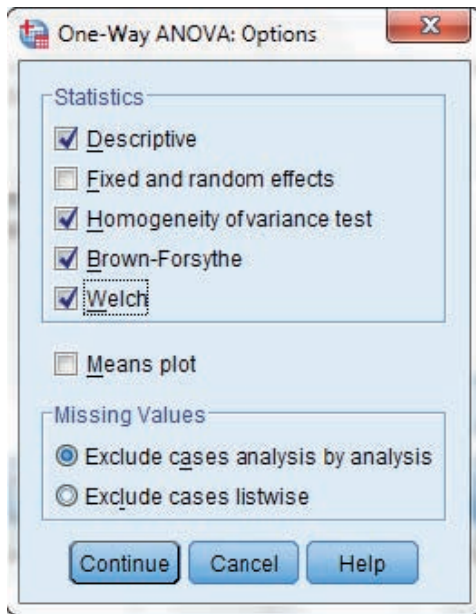 One-Way ANOVA: Options
Statistics
Descriptive
Fixed and random effects
Homogeneity of variance test
Brown-Forsythe
Welch
Means plot
Missing Values
Exclude cases analysis by analysis
Exclude cases listwise
Continue Cancel Help